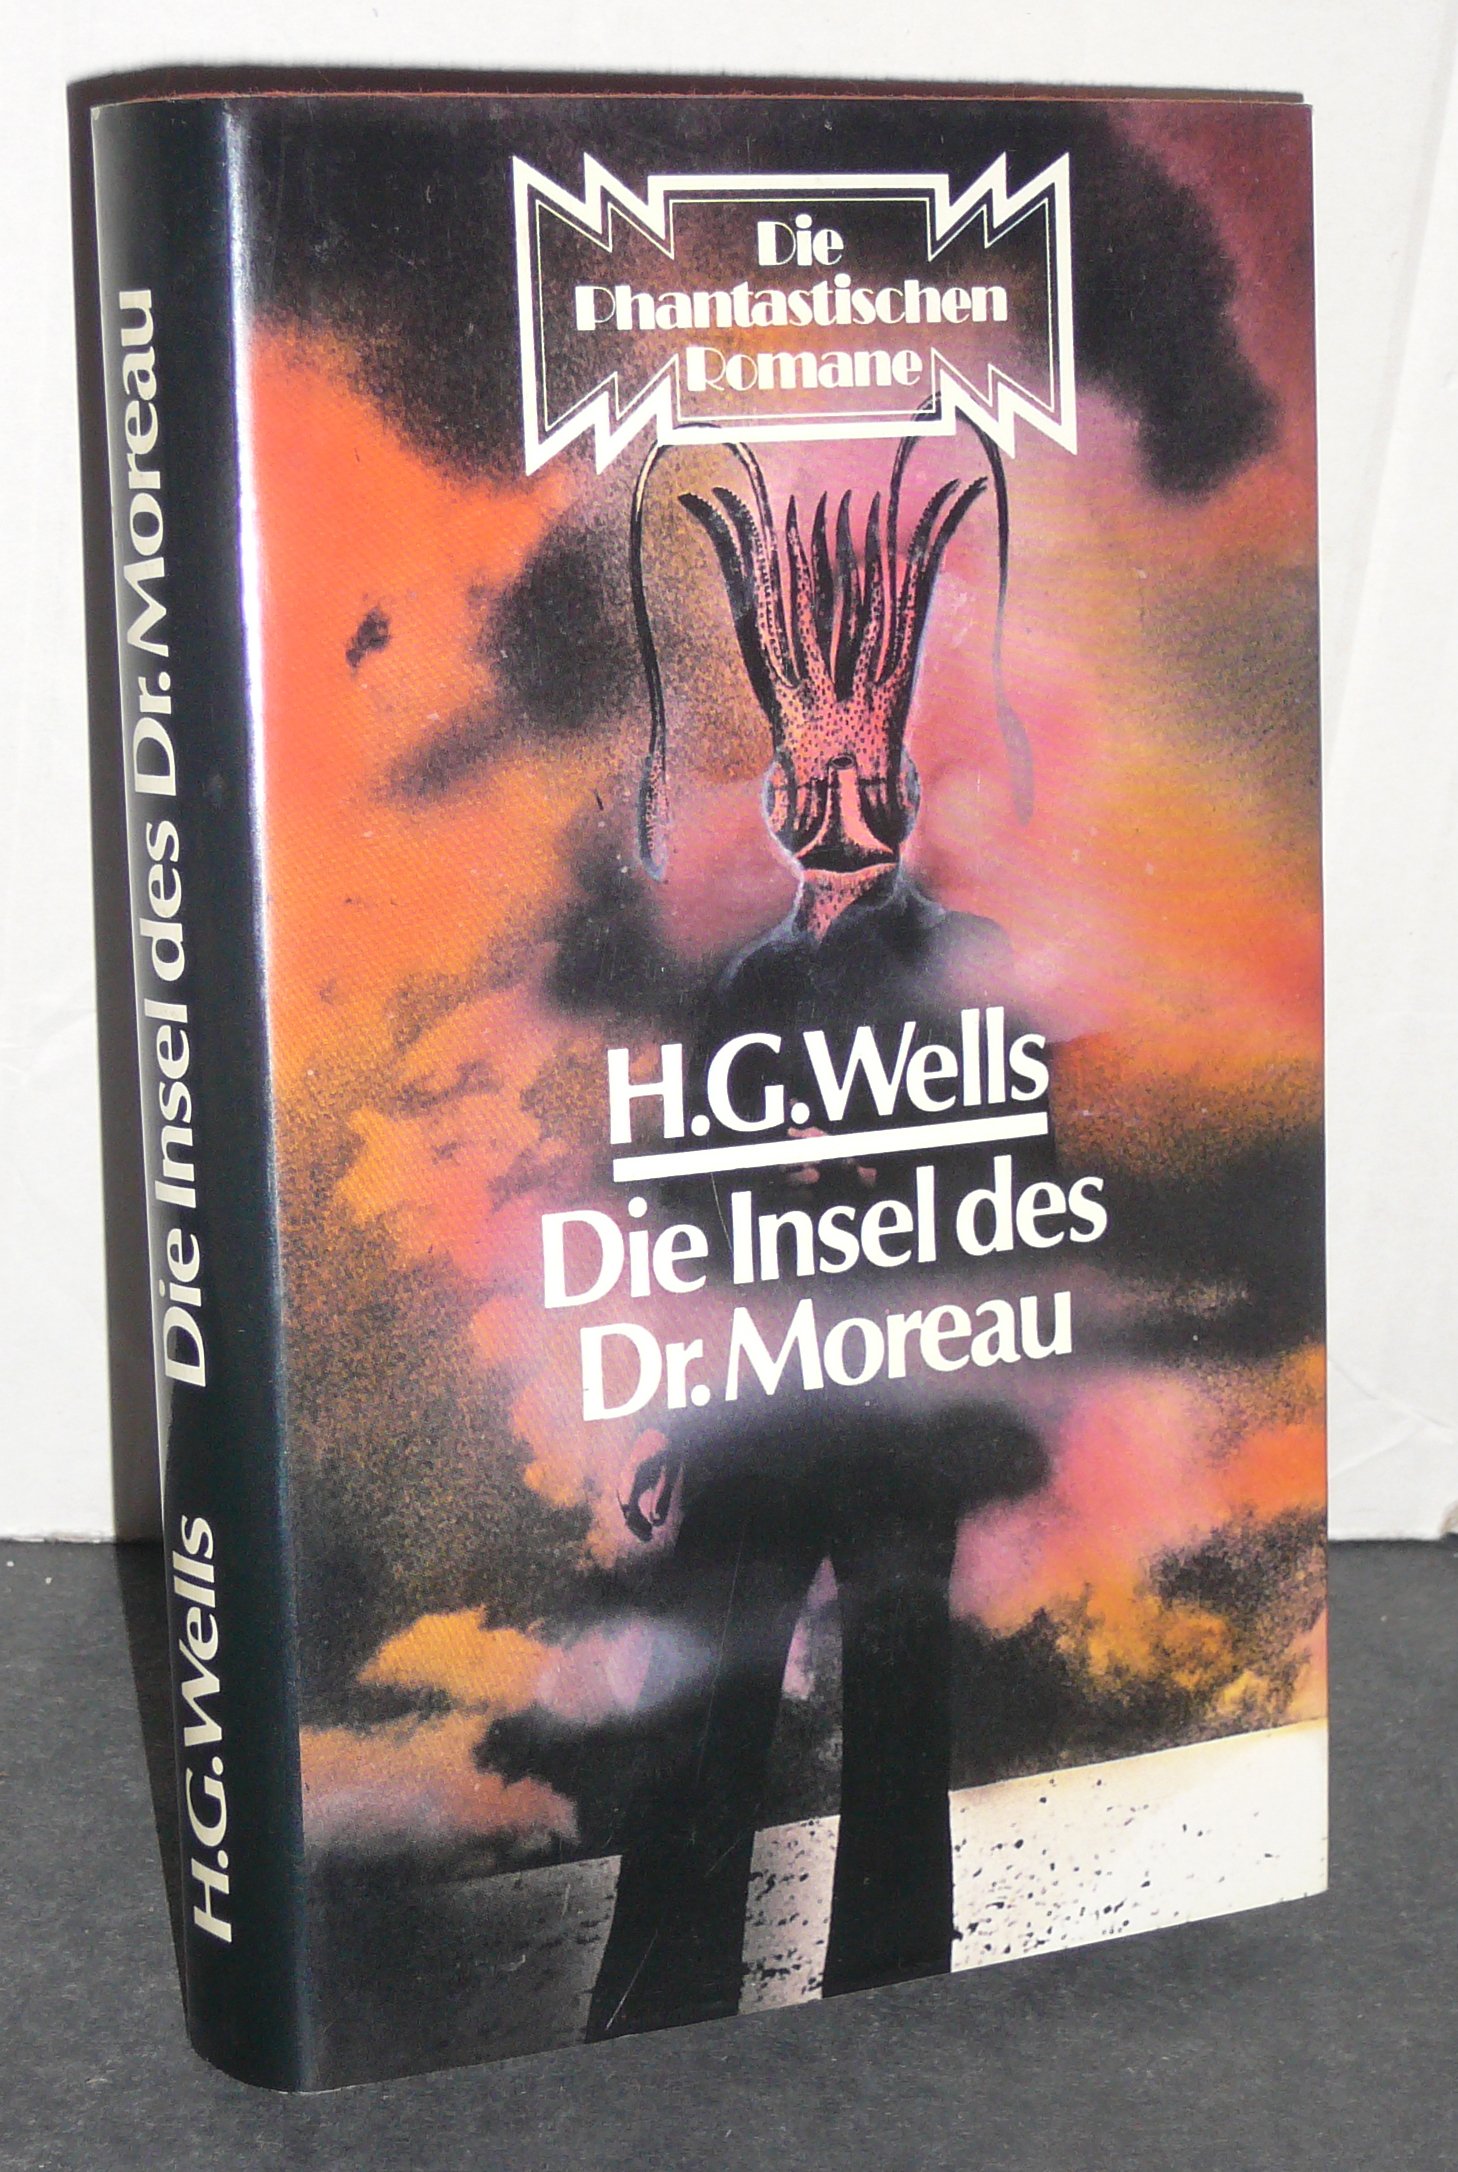 Die
Phantastischen
Romane
H.G.Wells
Die Insel des
Dr. Moreau
H.G.Wells Die Insel des Dr. Moreau